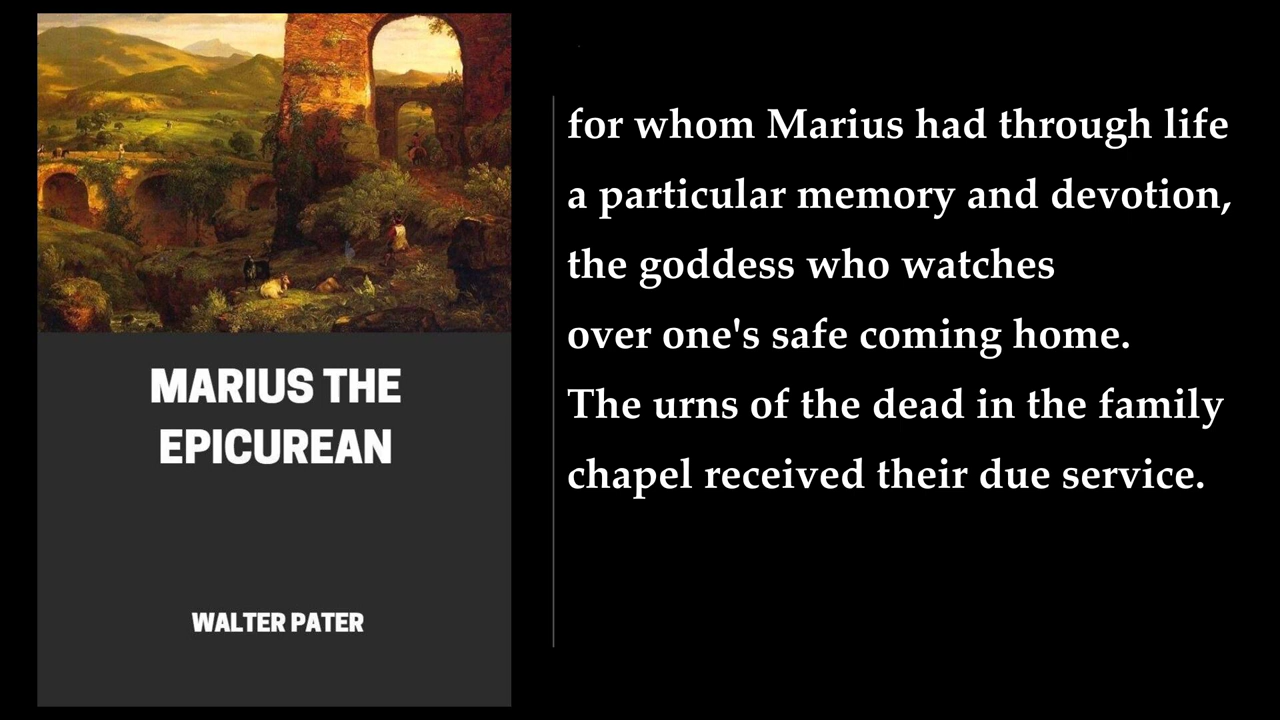 MARIUS THE
EPICUREAN
WALTER PATER
for whom Marius had through life
a particular memory and devotion,
the goddess who watches
over one's safe coming home.
The urns of the dead in the family
chapel received their due service.